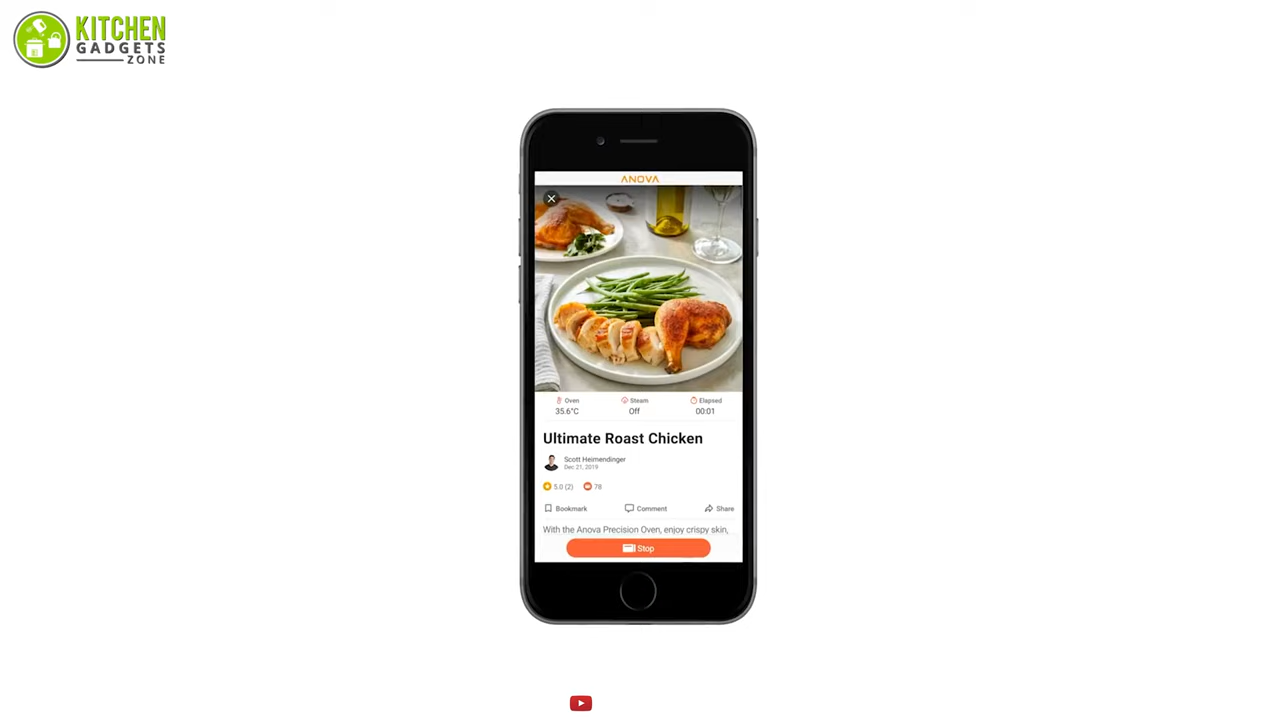 KITCHEN
GADGETS
ZONE
ANOVA
Oven
Steam
Elapsed
35.6°C
Off
00:01
Ultimate Roast Chicken
Scott Heimendinger
Dec 21, 2019
5.0 (2)
78
Bookmark
Comment
Share
With the Anova Precision Oven, enjoy crispy skin,
Stop